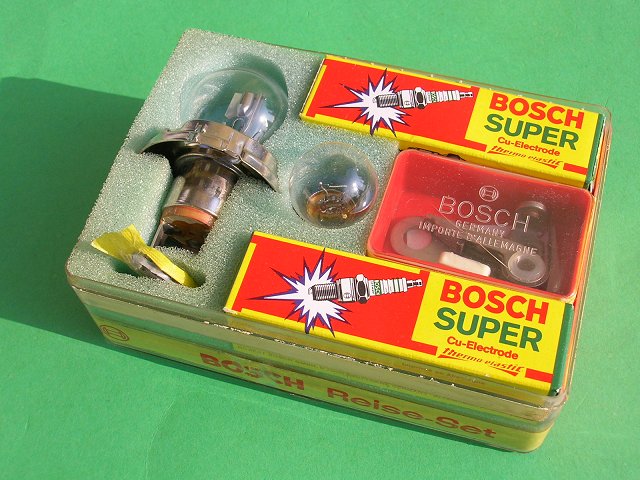 BOSCH
SUPER
Cu-Electrode
thermo elastic
BOSCH
GERMANY
IMPORTE D'ALLEMAGNE
BOSCH
SUPER
Cu-Electrode
thermo elastic
BOSCH Reise-Set